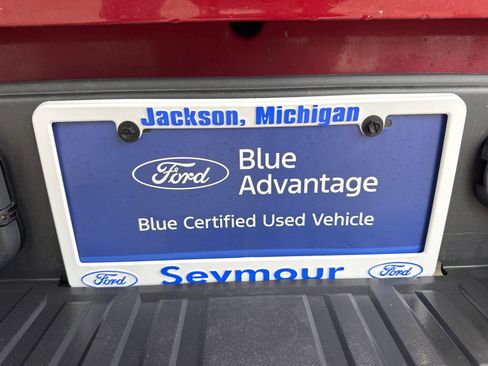 Jackson, Michigan
Ford
Blue
Advantage
Blue Certified Used Vehicle
Ford
Seymour
Ford